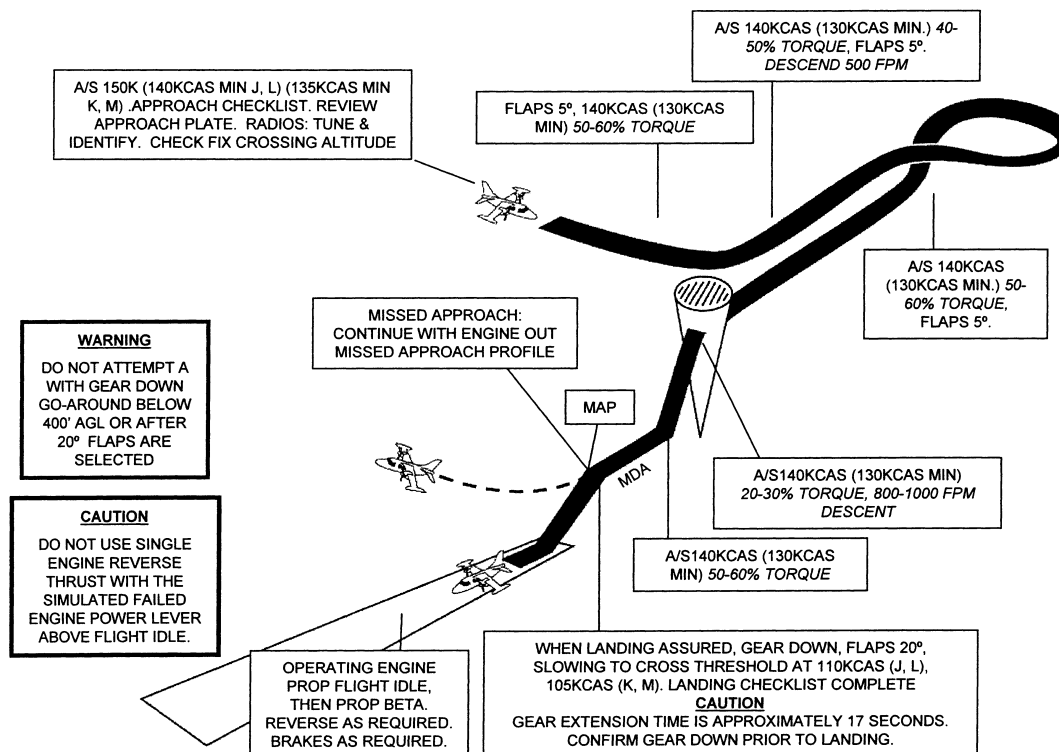 A/S 140KCAS (130KCAS MIN.) 40-
50% TORQUE, FLAPS 5º.
DESCEND 500 FPM
A/S 150K (140KCAS MIN J, L) (135KCAS MIN
K, M) .APPROACH CHECKLIST. REVIEW
APPROACH PLATE. RADIOS: TUNE &
IDENTIFY. CHECK FIX CROSSING ALTITUDE
FLAPS 5º, 140KCAS (130KCAS
MIN) 50-60% TORQUE
A/S 140KCAS
(130KCAS MIN.) 50-
60% TORQUE,
FLAPS 5º.
MISSED APPROACH:
CONTINUE WITH ENGINE OUT
MISSED APPROACH PROFILE
WARNING
DO NOT ATTEMPT A
WITH GEAR DOWN
GO-AROUND BELOW
400' AGL OR AFTER
20º FLAPS ARE
SELECTED
MAP
MDA
A/S140KCAS (130KCAS MIN)
20-30% TORQUE, 800-1000 FPM
DESCENT
CAUTION
DO NOT USE SINGLE
ENGINE REVERSE
THRUST WITH THE
SIMULATED FAILED
ENGINE POWER LEVER
ABOVE FLIGHT IDLE.
A/S140KCAS (130KCAS
MIN) 50-60% TORQUE
OPERATING ENGINE
PROP FLIGHT IDLE,
THEN PROP BETA.
REVERSE AS REQUIRED.
BRAKES AS REQUIRED.
WHEN LANDING ASSURED, GEAR DOWN, FLAPS 20º,
SLOWING TO CROSS THRESHOLD AT 110KCAS (J, L),
105KCAS (K, M). LANDING CHECKLIST COMPLETE
CAUTION
GEAR EXTENSION TIME IS APPROXIMATELY 17 SECONDS.
CONFIRM GEAR DOWN PRIOR TO LANDING.